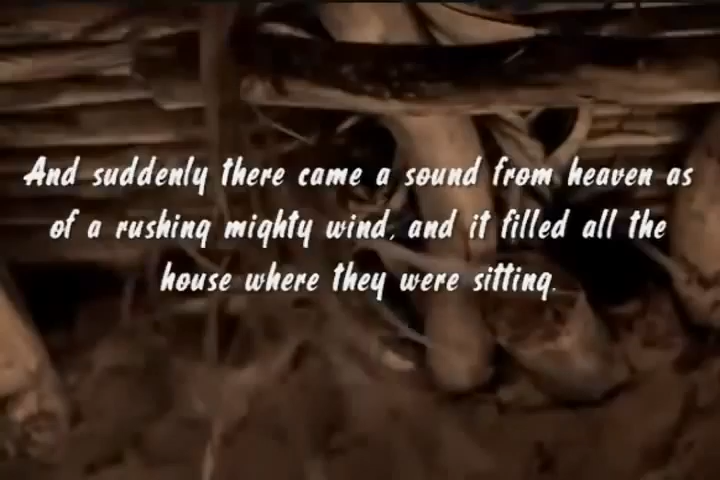 And suddenly there came a sound from heaven as
of a rushing mighty wind, and it filled all the
house where they were sitting.